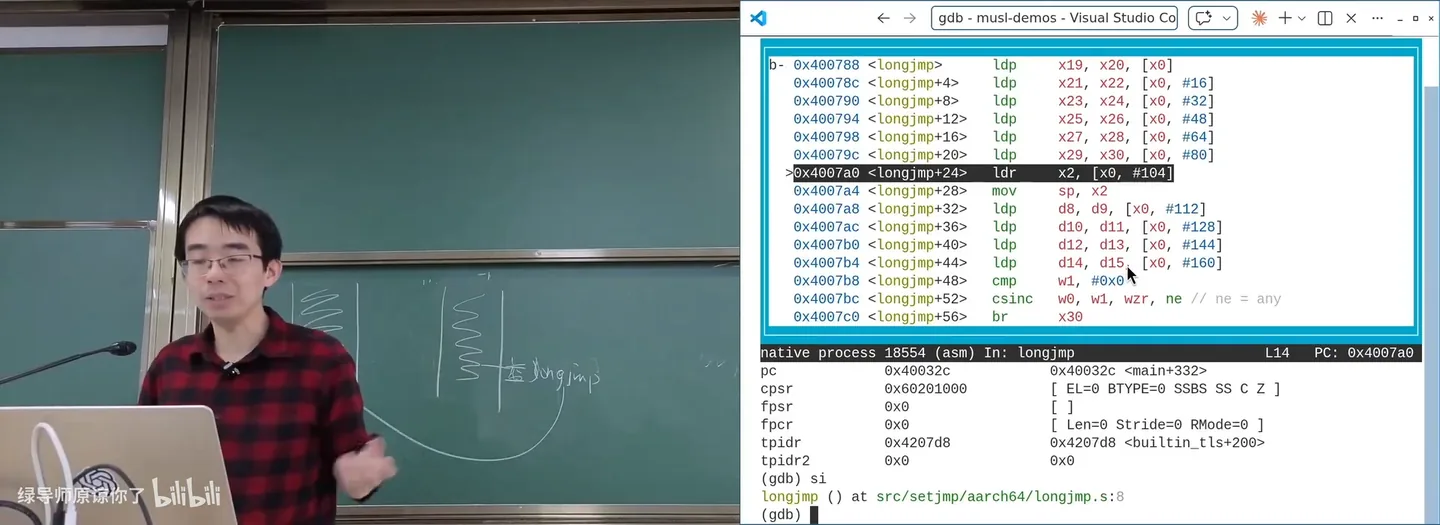 gdb - musl-demos - Visual Studio Co
b- 0x400788 <longjmp> ldp x19, x20, [x0]
0x40078c <longjmp+4> ldp x21, x22, [x0, #16]
0x400790 <longjmp+8> ldp x23, x24, [x0, #32]
0x400794 <longjmp+12> ldp x25, x26, [x0, #48]
0x400798 <longjmp+16> ldp x27, x28, [x0, #64]
0x40079c <longjmp+20> ldp x29, x30, [x0, #80]
>0x4007a0 <longjmp+24> ldr x2, [x0, #104]
0x4007a4 <longjmp+28> mov sp, x2
0x4007a8 <longjmp+32> ldp d8, d9, [x0, #112]
0x4007ac <longjmp+36> ldp d10, d11, [x0, #128]
0x4007b0 <longjmp+40> ldp d12, d13, [x0, #144]
0x4007b4 <longjmp+44> ldp d14, d15, [x0, #160]
0x4007b8 <longjmp+48> cmp w1, #0x0
0x4007bc <longjmp+52> csinc w0, w1, wzr, ne // ne = any
0x4007c0 <longjmp+56> br x30
native process 18554 (asm) In: longjmp L14 PC: 0x4007a0
pc 0x40032c 0x40032c <main+332>
cpsr 0x60201000 [ EL=0 BTYPE=0 SSBS SS C Z ]
fpsr 0x0 [ ]
fpcr 0x0 [ Len=0 Stride=0 RMode=0 ]
tpidr 0x4207d8 0x4207d8 <builtin_tls+200>
tpidr2 0x0 0x0
(gdb) si
longjmp () at src/setjmp/aarch64/longjmp.s:8
(gdb)
longjmp
绿导师原谅你了 bilibili